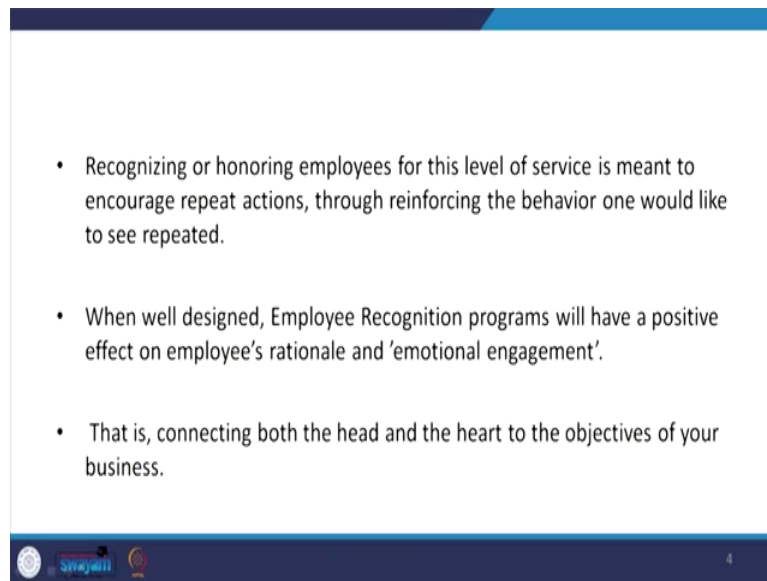 • Recognizing or honoring employees for this level of service is meant to
encourage repeat actions, through reinforcing the behavior one would like
to see repeated.
• When well designed, Employee Recognition programs will have a positive
effect on employee's rationale and 'emotional engagement'.
• That is, connecting both the head and the heart to the objectives of your
business.
swayam
4